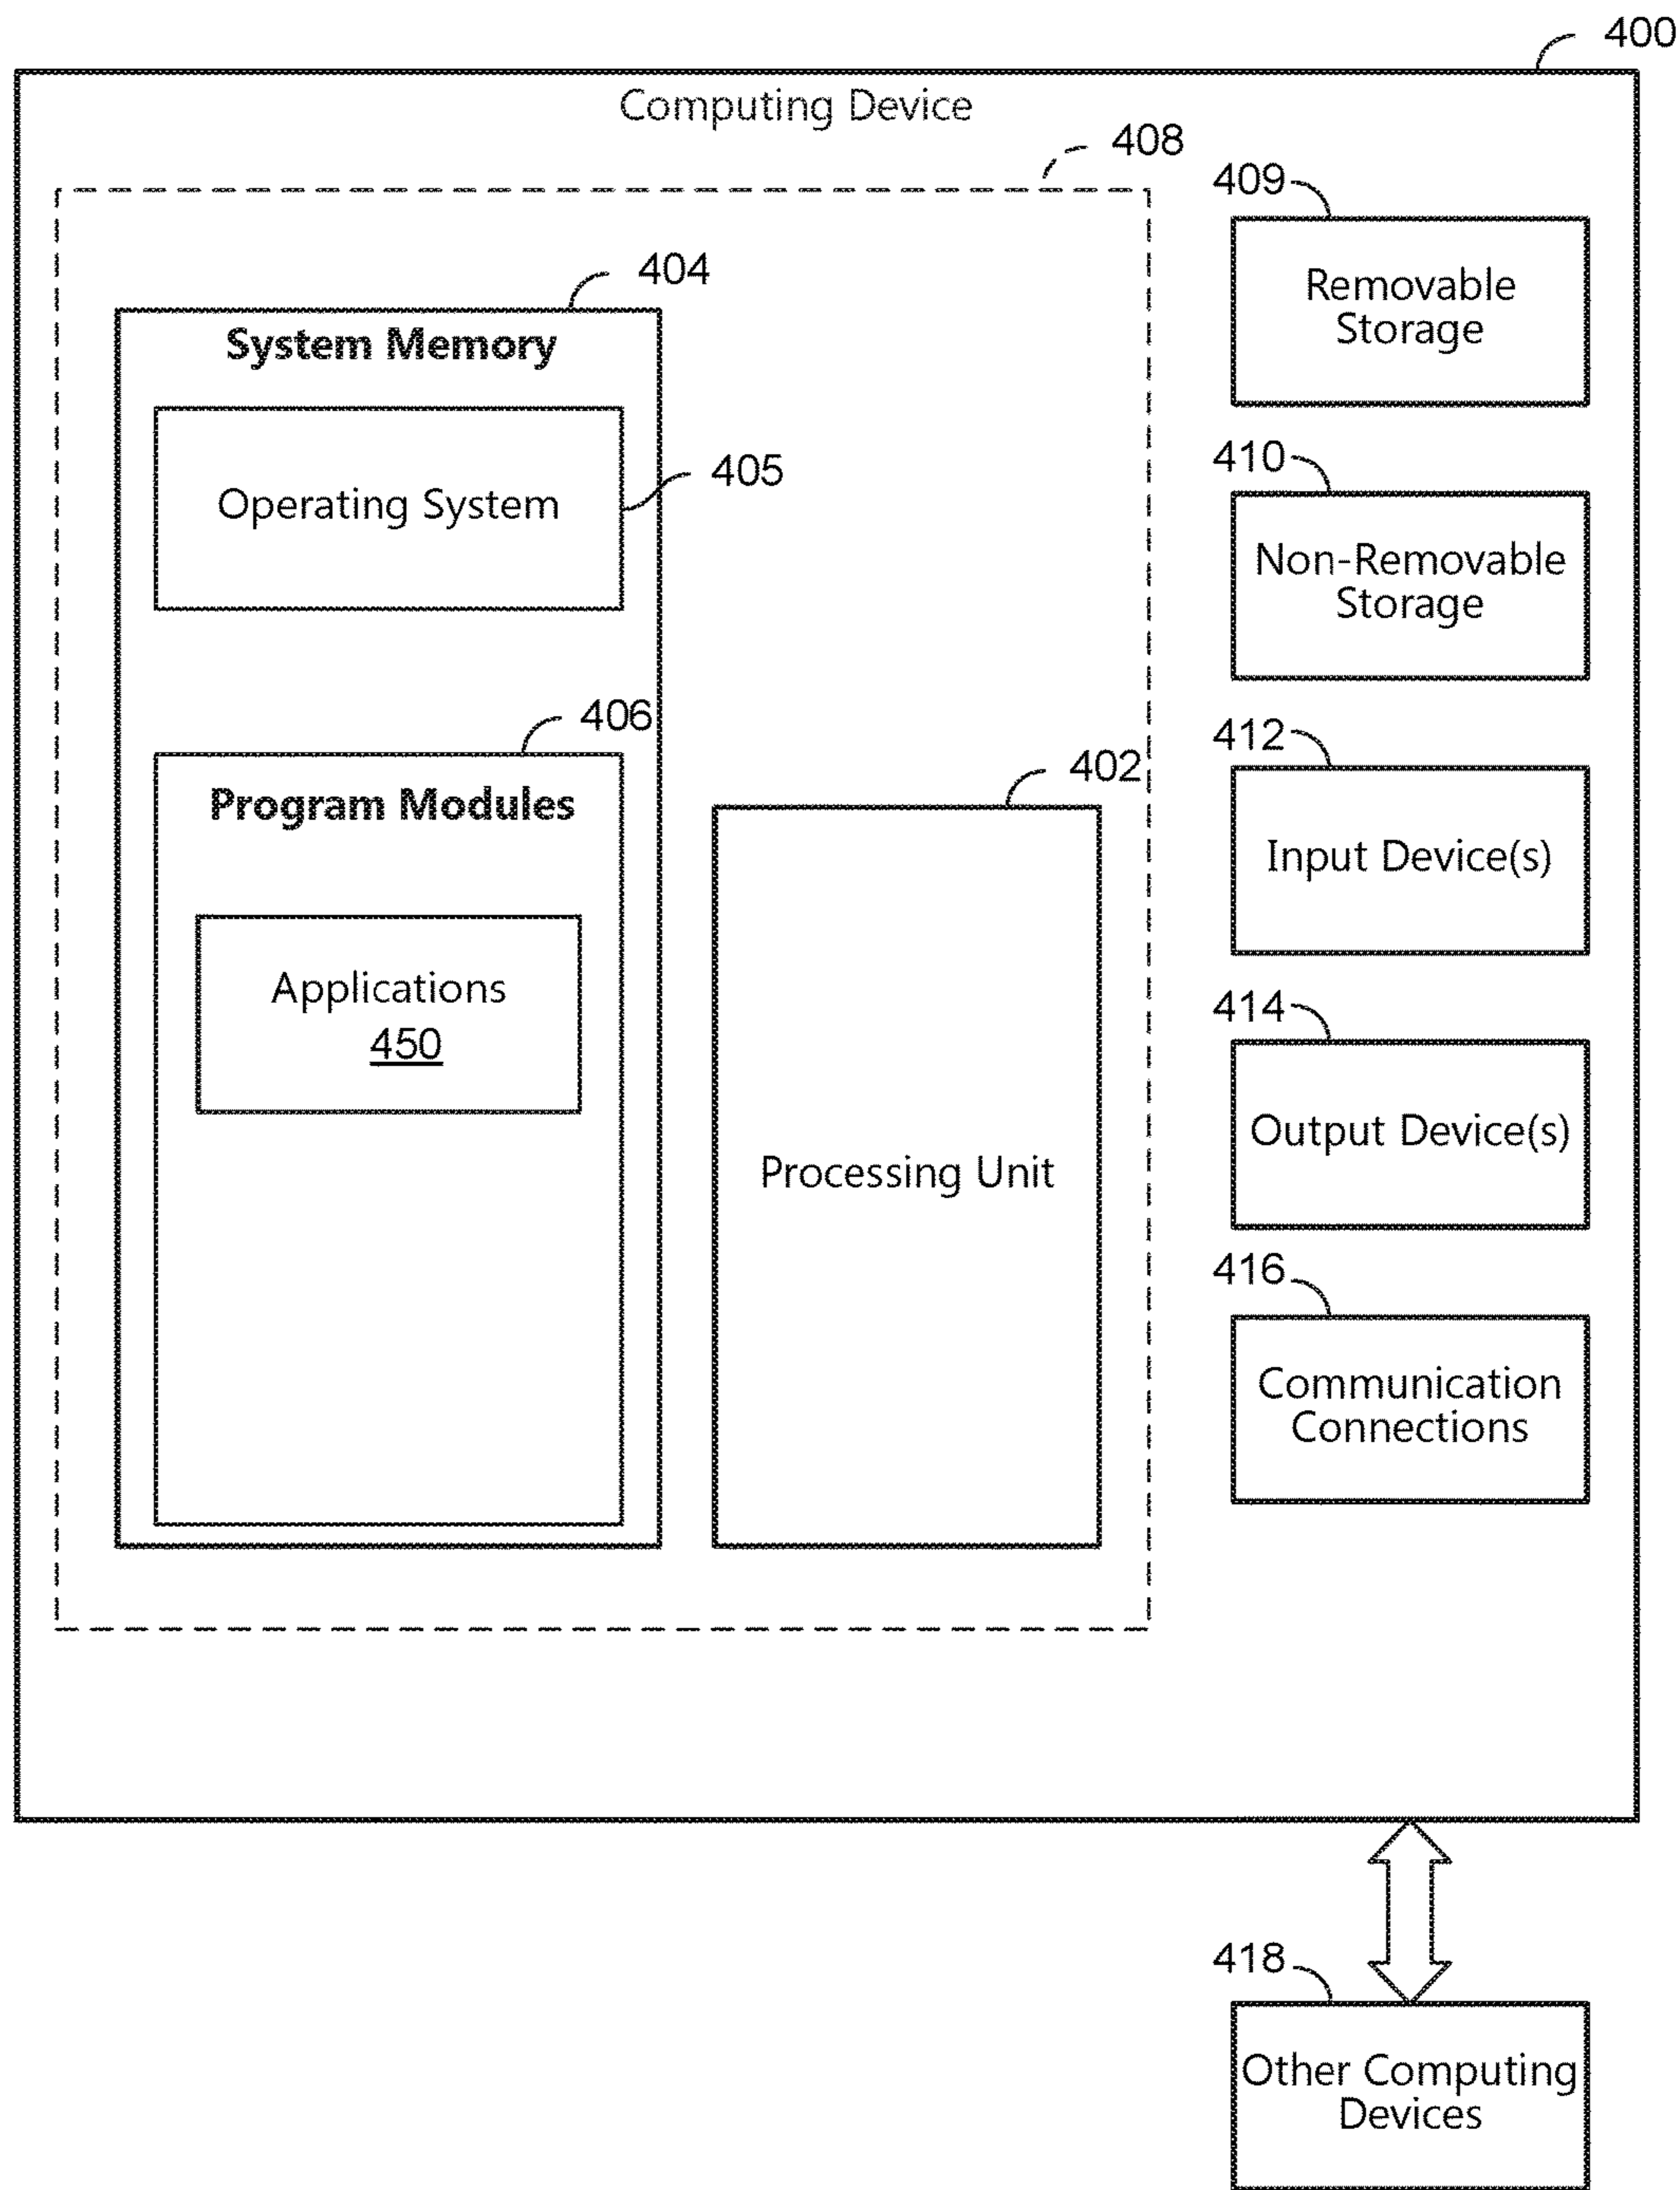 400
Computing Device
408
409
Removable
Storage
404
System Memory
Operating System
405
410
Non-Removable
Storage
406
Program Modules
402
412
Input Device(s)
Applications
450
Processing Unit
414
Output Device(s)
416
Communication
Connections
418
Other Computing
Devices